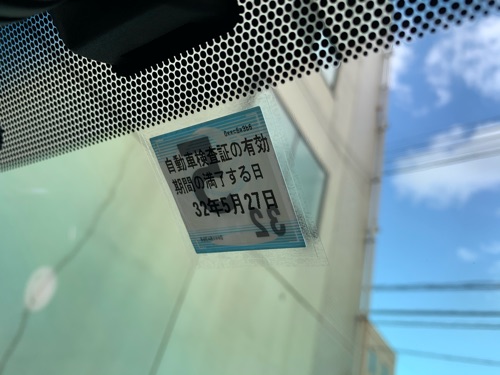 自動車検査証の有効
期間の満了する日
32年5月27日
32